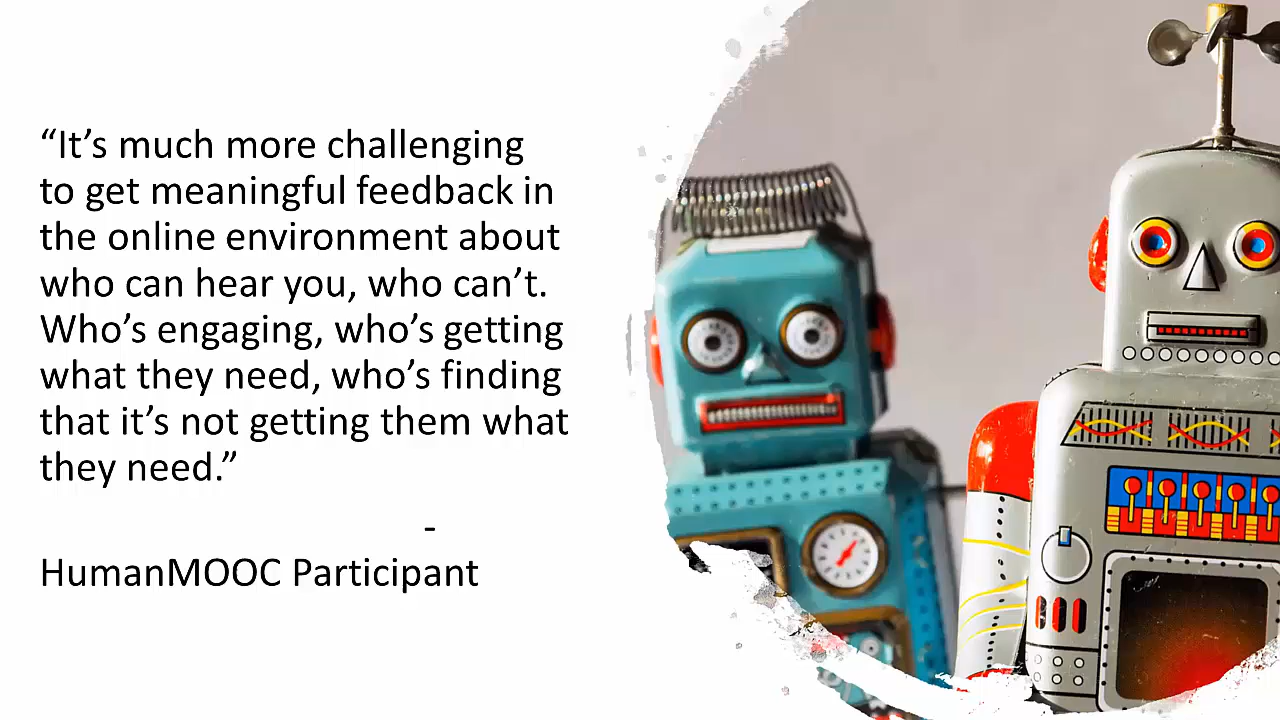 “It’s much more challenging
to get meaningful feedback in
the online environment about
who can hear you, who can’t.
Who’s engaging, who’s getting
what they need, who’s finding
that it’s not getting them what
they need.”
-
HumanMOOC Participant